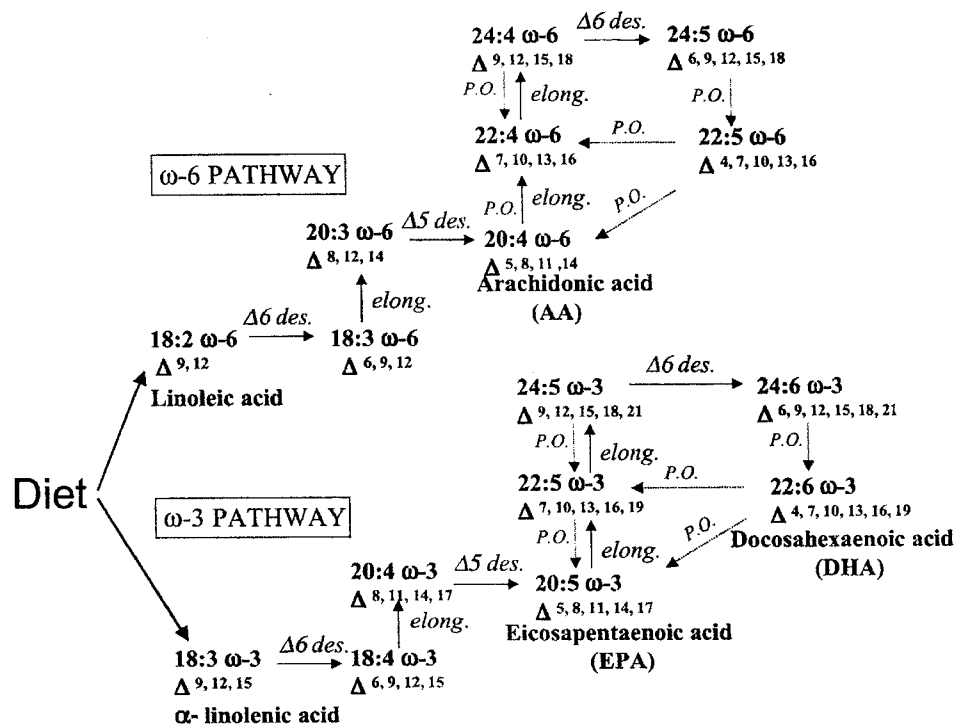 24:4 ω-6 Δ6 des. 24:5 ω-6
Δ 9, 12, 15, 18 Δ 6, 9, 12, 15, 18
P.O. elong. P.O.
22:4 ω-6 P.O. 22:5 ω-6
Δ 7, 10, 13, 16 Δ 4, 7, 10, 13, 16
ω-6 PATHWAY
P.O. elong. P.O.
20:3 ω-6 Δ5 des. 20:4 ω-6
Δ 8, 12, 14 Δ 5, 8, 11 ,14
Arachidonic acid
(AA)
elong.
18:2 ω-6 Δ6 des. 18:3 ω-6
Δ 9, 12 Δ 6, 9, 12
Linoleic acid
24:5 ω-3 Δ6 des. 24:6 ω-3
Δ 9, 12, 15, 18, 21 Δ 6, 9, 12, 15, 18, 21
P.O. elong. P.O.
Diet
22:5 ω-3 P.O. 22:6 ω-3
Δ 7, 10, 13, 16, 19 Δ 4, 7, 10, 13, 16, 19
ω-3 PATHWAY
P.O. elong. P.O.
Docosahexaenoic acid
(DHA)
20:4 ω-3 Δ5 des. 20:5 ω-3
Δ 8, 11, 14, 17 Δ 5, 8, 11, 14, 17
Eicosapentaenoic acid
(EPA)
elong.
18:3 ω-3 Δ6 des. 18:4 ω-3
Δ 9, 12, 15 Δ 6, 9, 12, 15
α- linolenic acid